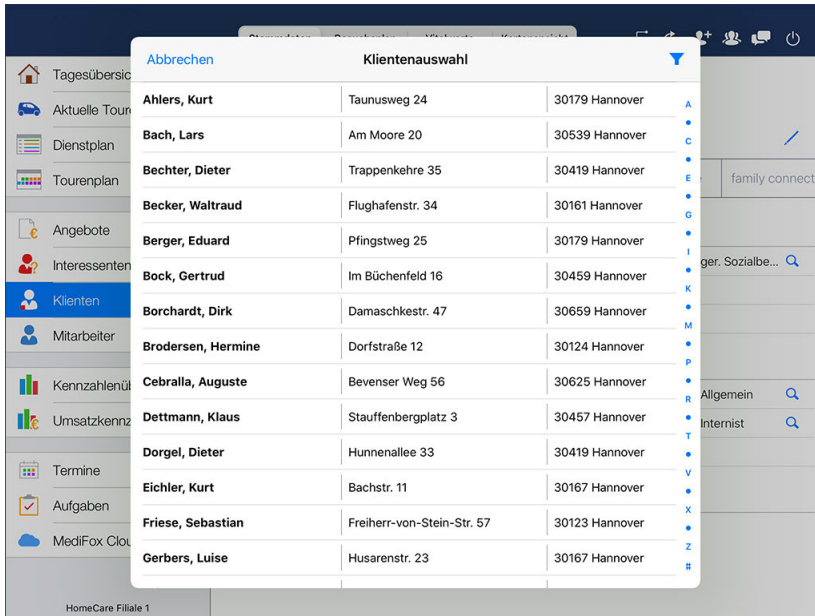 Stammdaten Besuchsplan Vitalwerte Kartenansicht
Abbrechen Klientenauswahl
Tagesübersic
Aktuelle Toure
Dienstplan
Tourenplan
Angebote
Interessenten
Klienten
Mitarbeiter
Kennzahlenüb
Umsatzkennz
Termine
Aufgaben
MediFox Clou
HomeCare Filiale 1
Ahlers, Kurt Taunusweg 24 30179 Hannover
Bach, Lars Am Moore 20 30539 Hannover
Bechter, Dieter Trappenkehre 35 30419 Hannover
Becker, Waltraud Flughafenstr. 34 30161 Hannover
Berger, Eduard Pfingstweg 25 30179 Hannover
Bock, Gertrud Im Büchenfeld 16 30459 Hannover
Borchardt, Dirk Damaschkestr. 47 30659 Hannover
Brodersen, Hermine Dorfstraße 12 30124 Hannover
Cebralla, Auguste Bevenser Weg 56 30625 Hannover
Dettmann, Klaus Stauffenbergplatz 3 30457 Hannover
Dorgel, Dieter Hunnenallee 33 30419 Hannover
Eichler, Kurt Bachstr. 11 30167 Hannover
Friese, Sebastian Freiherr-von-Stein-Str. 57 30123 Hannover
Gerbers, Luise Husarenstr. 23 30167 Hannover
A
C
E
G
I
K
M
P
R
T
V
X
Z
#
family connect
ger. Sozialbe...
Allgemein
Internist